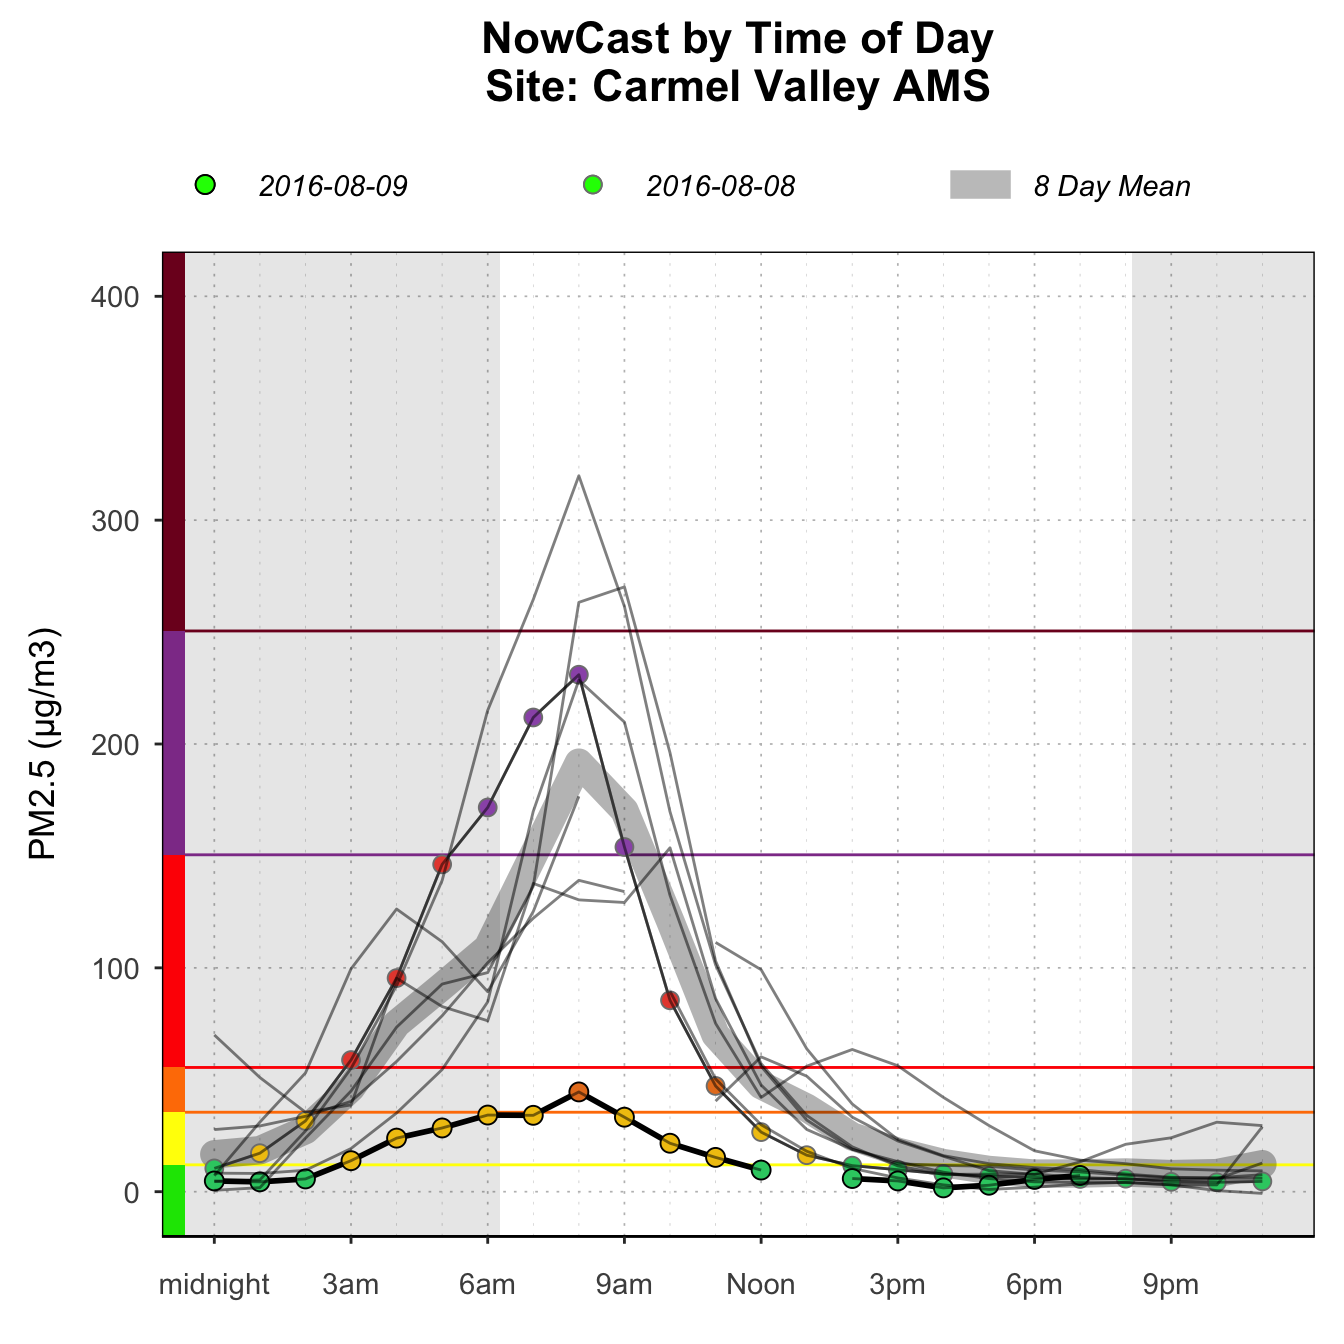 NowCast by Time of Day
Site: Carmel Valley AMS
2016-08-09 2016-08-08 8 Day Mean
400
300
200
100
0
PM2.5 (µg/m3)
midnight 3am 6am 9am Noon 3pm 6pm 9pm